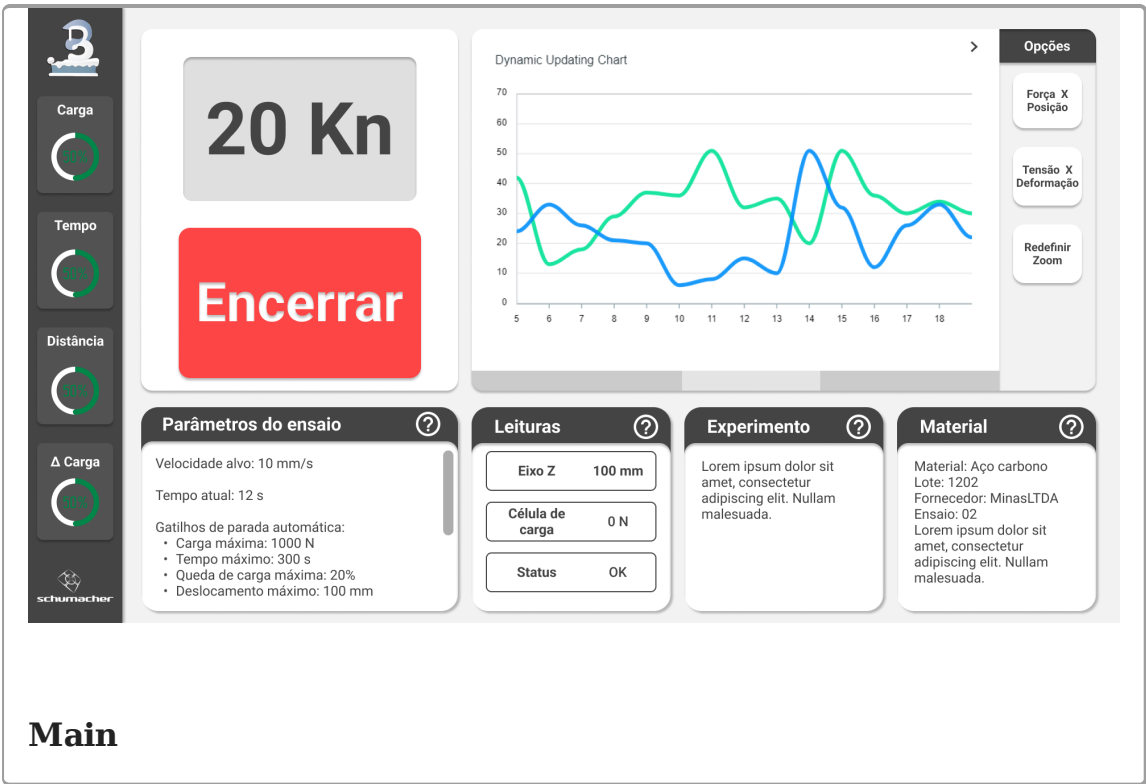 Carga
50%
Tempo
50%
Distância
50%
Δ Carga
50%
schumacher
20 Kn
Encerrar
Dynamic Updating Chart
70
60
50
40
30
20
10
0
5 6 7 8 9 10 11 12 13 14 15 16 17 18
Opções
Força X
Posição
Tensão X
Deformação
Redefinir
Zoom
Parâmetros do ensaio ?
Velocidade alvo: 10 mm/s
Tempo atual: 12 s
Gatilhos de parada automática:
• Carga máxima: 1000 N
• Tempo máximo: 300 s
• Queda de carga máxima: 20%
• Deslocamento máximo: 100 mm
Leituras ?
Eixo Z 100 mm
Célula de
carga 0 N
Status OK
Experimento ?
Lorem ipsum dolor sit
amet, consectetur
adipiscing elit. Nullam
malesuada.
Material ?
Material: Aço carbono
Lote: 1202
Fornecedor: MinasLTDA
Ensaio: 02
Lorem ipsum dolor sit
amet, consectetur
adipiscing elit. Nullam
malesuada.
Main